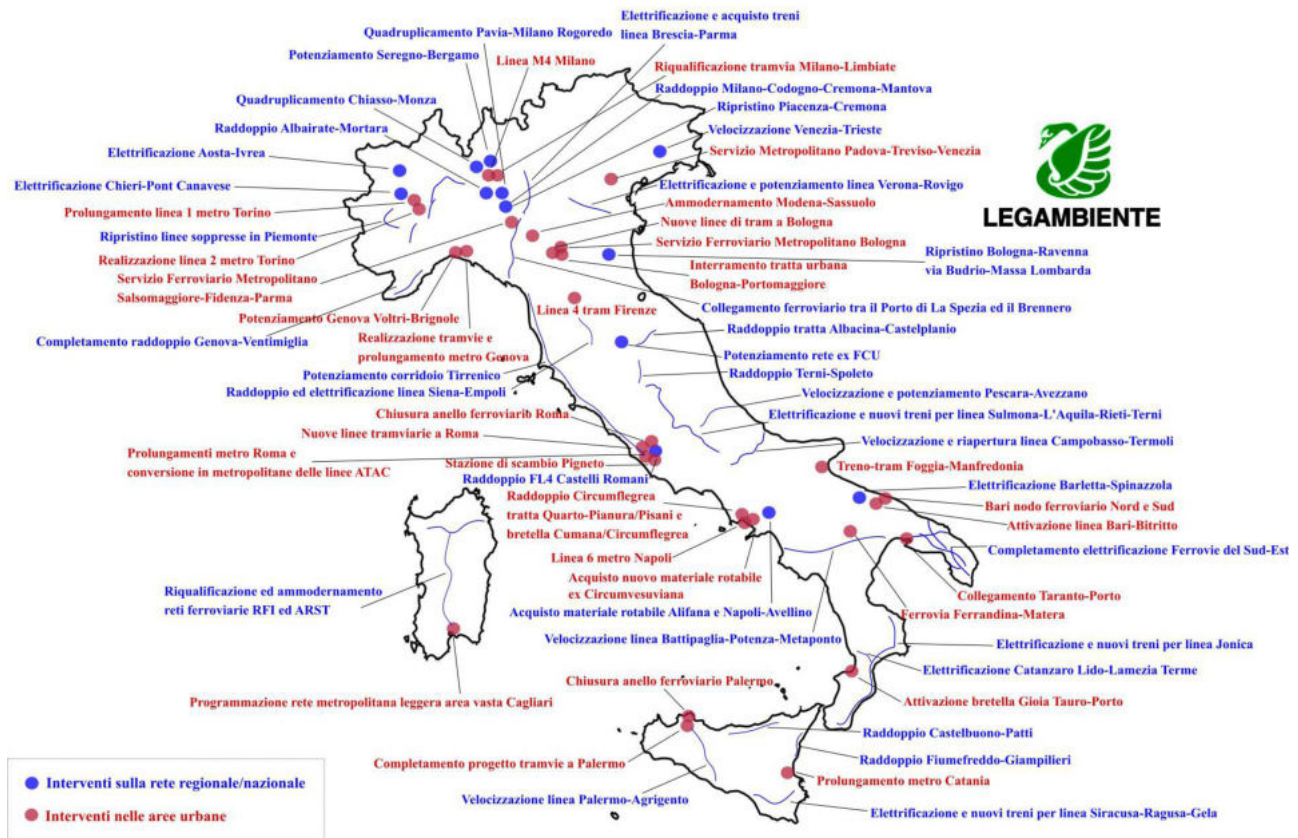 Elettrificazione e acquisto treni
linea Brescia-Parma
Quadruplicamento Pavia-Milano Rogoredo
Potenziamento Seregno-Bergamo
Linea M4 Milano
Riqualificazione tramvia Milano-Limbiate
Raddoppio Milano-Codogno-Cremona-Mantova
Quadruplicamento Chiasso-Monza
Ripristino Piacenza-Cremona
Raddoppio Albairate-Mortara
Velocizzazione Venezia-Trieste
Elettrificazione Aosta-Ivrea
Servizio Metropolitano Padova-Treviso-Venezia
Elettrificazione Chieri-Pont Canavese
Elettrificazione e potenziamento linea Verona-Rovigo
Prolungamento linea 1 metro Torino
Ammodernamento Modena-Sassuolo
Nuove linee di tram a Bologna
Ripristino linee soppresse in Piemonte
Servizio Ferroviario Metropolitano Bologna
Realizzazione linea 2 metro Torino
Interramento tratta urbana
Bologna-Portomaggiore
Ripristino Bologna-Ravenna
via Budrio-Massa Lombarda
Servizio Ferroviario Metropolitano
Salsomaggiore-Fidenza-Parma
LEGAMBIENTE
Collegamento ferroviario tra il Porto di La Spezia ed il Brennero
Linea 4 tram Firenze
Potenziamento Genova Voltri-Brignole
Raddoppio tratta Albacina-Castelplanio
Completamento raddoppio Genova-Ventimiglia
Realizzazione tramvie e
prolungamento metro Genova
Potenziamento rete ex FCU
Potenziamento corridoio Tirrenico
Raddoppio Terni-Spoleto
Raddoppio ed elettrificazione linea Siena-Empoli
Velocizzazione e potenziamento Pescara-Avezzano
Chiusura anello ferroviario Roma
Elettrificazione e nuovi treni per linea Sulmona-L'Aquila-Rieti-Terni
Nuove linee tramviarie a Roma
Velocizzazione e riapertura linea Campobasso-Termoli
Prolungamenti metro Roma e
conversione in metropolitane delle linee ATAC
Stazione di scambio Pigneto
Treno-tram Foggia-Manfredonia
Raddoppio FL4 Castelli Romani
Elettrificazione Barletta-Spinazzola
Raddoppio Circumflegrea
tratta Quarto-Pianura/Pisani e
bretella Cumana/Circumflegrea
Bari nodo ferroviario Nord e Sud
Attivazione linea Bari-Bitritto
Linea 6 metro Napoli
Completamento elettrificazione Ferrovie del Sud-Est
Acquisto nuovo materiale rotabile
ex Circumvesuviana
Riqualificazione ed ammodernamento
reti ferroviarie RFI ed ARST
Collegamento Taranto-Porto
Acquisto materiale rotabile Alifana e Napoli-Avellino
Ferrovia Ferrandina-Matera
Velocizzazione linea Battipaglia-Potenza-Metaponto
Elettrificazione e nuovi treni per linea Jonica
Elettrificazione Catanzaro Lido-Lamezia Terme
Chiusura anello ferroviario Palermo
Programmazione rete metropolitana leggera area vasta Cagliari
Attivazione bretella Gioia Tauro-Porto
Raddoppio Castelbuono-Patti
Raddoppio Fiumefreddo-Giampilieri
Completamento progetto tramvie a Palermo
Prolungamento metro Catania
Velocizzazione linea Palermo-Agrigento
Elettrificazione e nuovi treni per linea Siracusa-Ragusa-Gela
Interventi sulla rete regionale/nazionale
Interventi nelle aree urbane